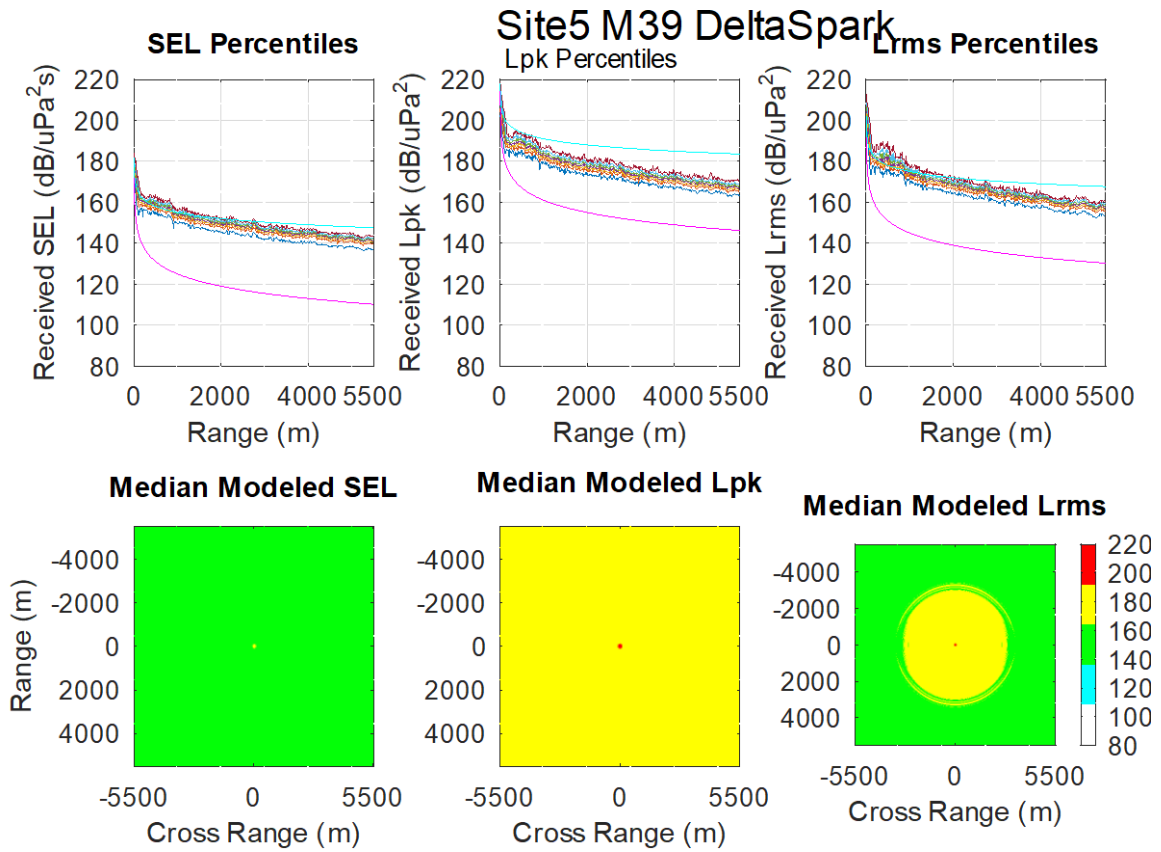 Site5 M39 DeltaSpark
SEL Percentiles
Lpk Percentiles
Lrms Percentiles
Received SEL (dB/uPa²s)
220
200
180
160
140
120
100
80
0 2000 4000 5500
Range (m)
Received Lpk (dB/uPa²)
220
200
180
160
140
120
100
80
0 2000 4000 5500
Range (m)
Received Lrms (dB/uPa²)
220
200
180
160
140
120
100
80
0 2000 4000 5500
Range (m)
Median Modeled SEL
Range (m)
-4000
-2000
0
2000
4000
-5500 0 5500
Cross Range (m)
Median Modeled Lpk
-4000
-2000
0
2000
4000
-5500 0 5500
Cross Range (m)
Median Modeled Lrms
-4000
-2000
0
2000
4000
-5500 0 5500
Cross Range (m)
220
200
180
160
140
120
100
80